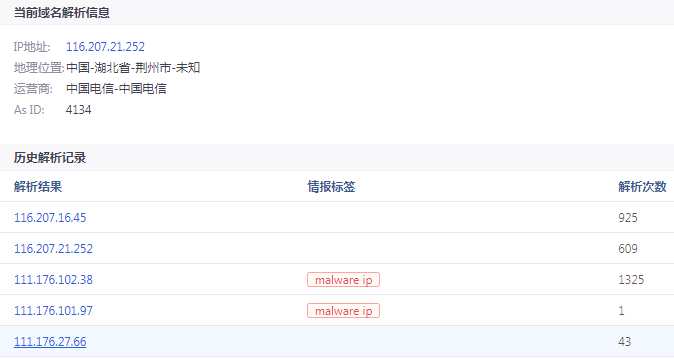 当前域名解析信息
IP地址: 116.207.21.252
地理位置:中国-湖北省-荆州市-未知
运营商: 中国电信-中国电信
As ID: 4134
历史解析记录
解析结果 情报标签 解析次数
116.207.16.45 925
116.207.21.252 609
111.176.102.38 malware ip 1325
111.176.101.97 malware ip 1
111.176.27.66 43